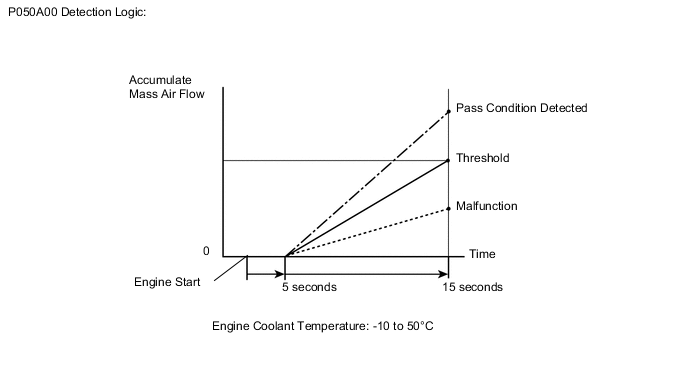 P050A00 Detection Logic:
Accumulate
Mass Air Flow
Pass Condition Detected
Threshold
Malfunction
0
Time
Engine Start
5 seconds
15 seconds
Engine Coolant Temperature: -10 to 50°C